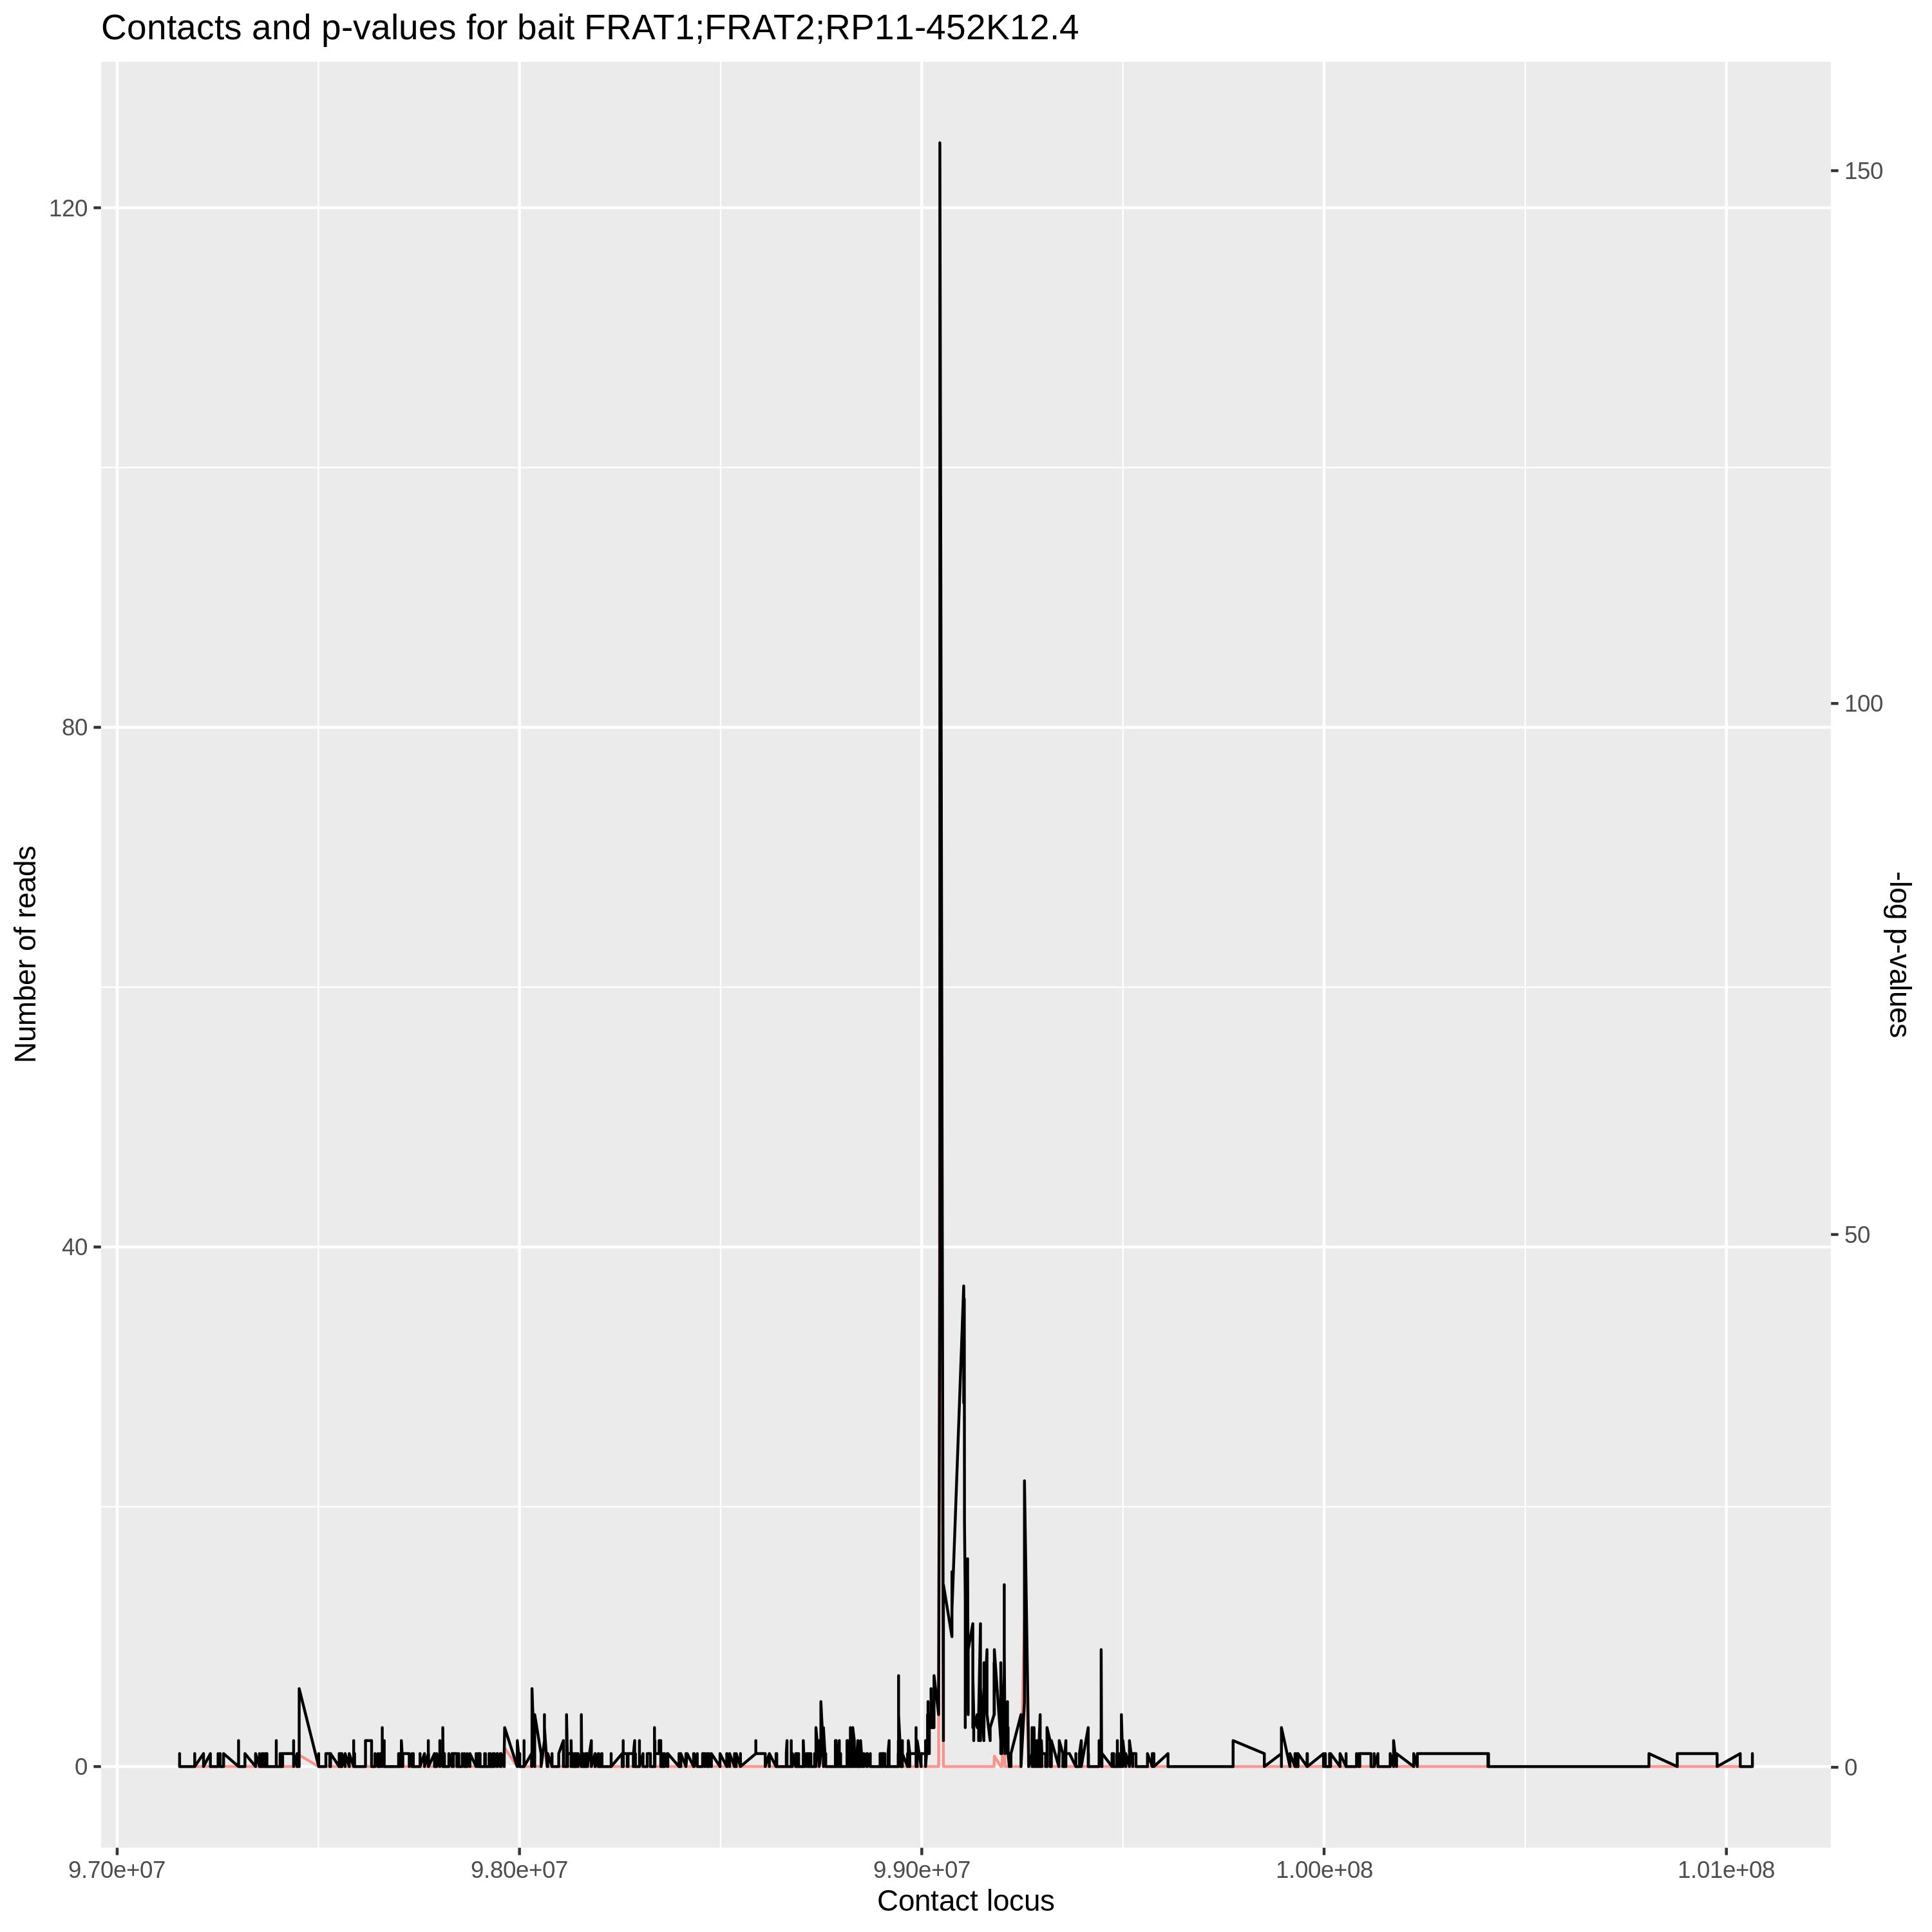 Contacts and p-values for bait FRAT1;FRAT2;RP11-452K12.4
120
80
40
0
Number of reads
150
100
50
0
-log p-values
9.70e+07 9.80e+07 9.90e+07 1.00e+08 1.01e+08
Contact locus